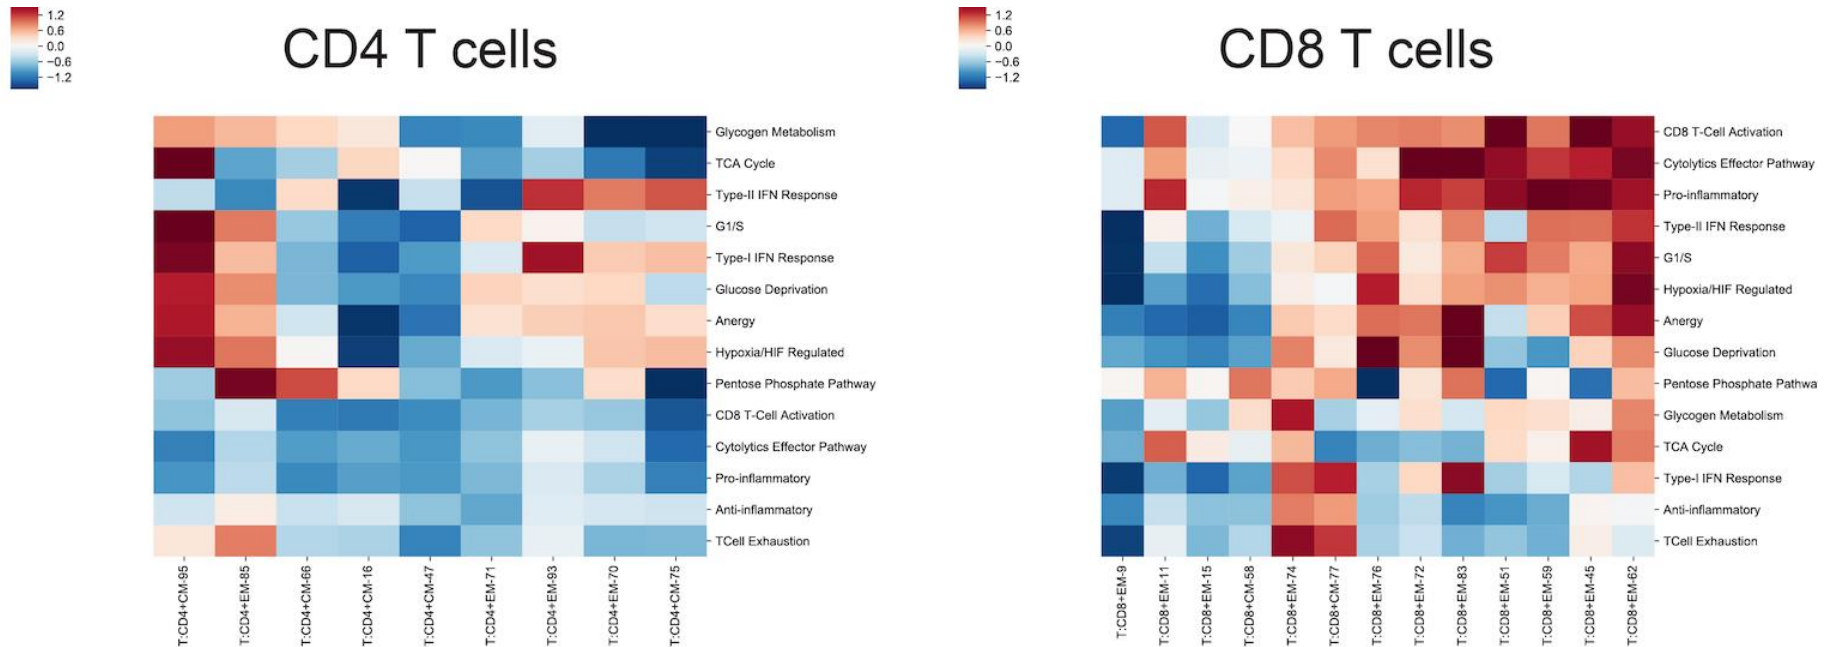 1.2
0.6
0.0
−0.6
−1.2
CD4 T cells
Glycogen Metabolism
TCA Cycle
Type-II IFN Response
G1/S
Type-I IFN Response
Glucose Deprivation
Anergy
Hypoxia/HIF Regulated
Pentose Phosphate Pathway
CD8 T-Cell Activation
Cytolytics Effector Pathway
Pro-inflammatory
Anti-inflammatory
TCell Exhaustion
T:CD4+CM-95
T:CD4+EM-85
T:CD4+CM-66
T:CD4+CM-16
T:CD4+CM-47
T:CD4+EM-71
T:CD4+EM-93
T:CD4+EM-70
T:CD4+CM-75
1.2
0.6
0.0
−0.6
−1.2
CD8 T cells
CD8 T-Cell Activation
Cytolytics Effector Pathway
Pro-inflammatory
Type-II IFN Response
G1/S
Hypoxia/HIF Regulated
Anergy
Glucose Deprivation
Pentose Phosphate Pathwa
Glycogen Metabolism
TCA Cycle
Type-I IFN Response
Anti-inflammatory
TCell Exhaustion
T:CD8+EM-9
T:CD8+EM-11
T:CD8+EM-15
T:CD8+CM-58
T:CD8+EM-74
T:CD8+CM-77
T:CD8+EM-76
T:CD8+EM-72
T:CD8+EM-83
T:CD8+EM-51
T:CD8+EM-59
T:CD8+EM-45
T:CD8+EM-62